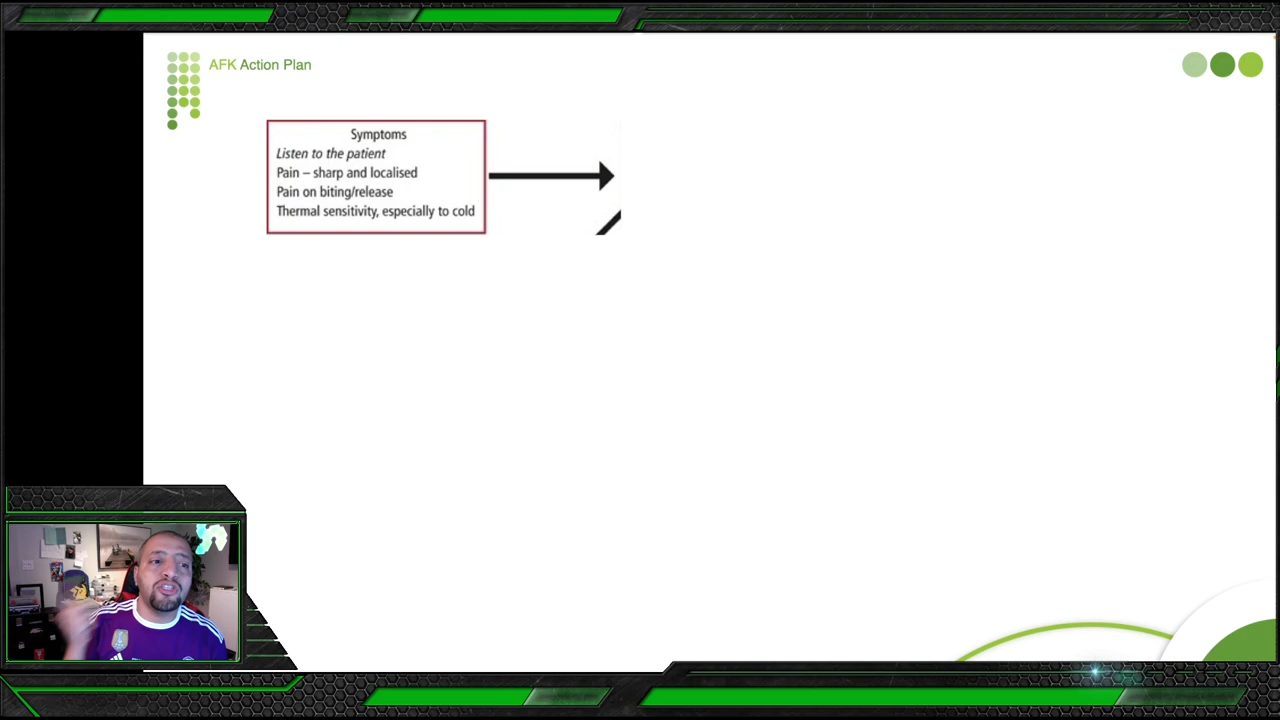 AFK Action Plan
Symptoms
Listen to the patient
Pain – sharp and localised
Pain on biting/release
Thermal sensitivity, especially to cold